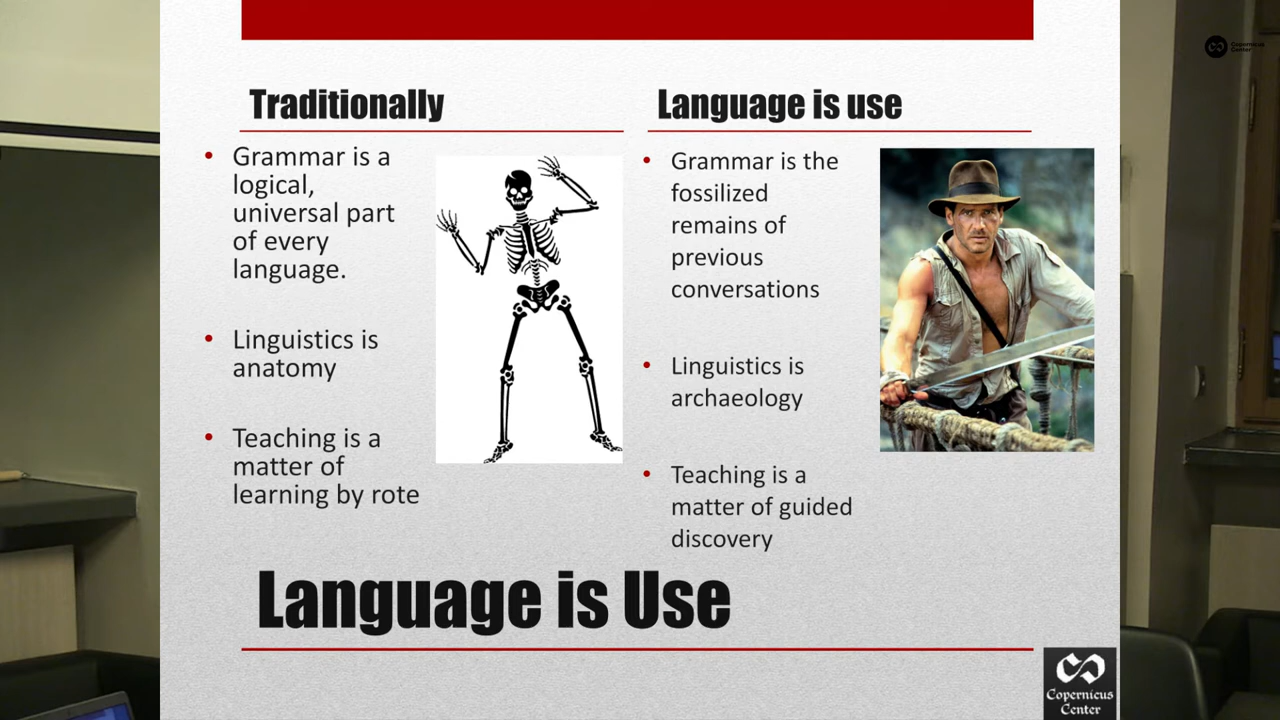 Traditionally
Grammar is a
logical,
universal part
of every
language.
Linguistics is
anatomy
Teaching is a
matter of
learning by rote
Language is use
Grammar is the
fossilized
remains of
previous
conversations
Linguistics is
archaeology
Teaching is a
matter of guided
discovery
Language is Use
Copernicus
Center
Copernicus
Center